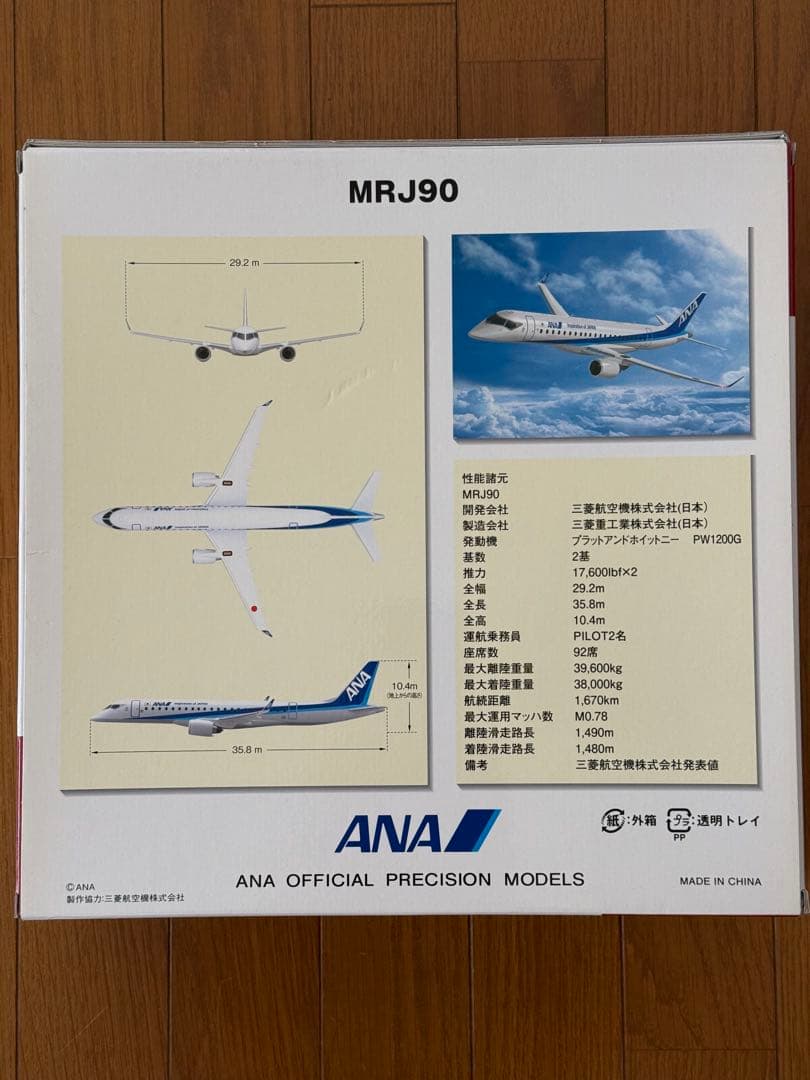 MRJ90
29.2 m
ANA
ANA
10.4m
(地上からの高さ)
ANA
35.8 m
ANA Inspiration of JAPAN
ANA
性能諸元
MRJ90
開発会社 三菱航空機株式会社(日本)
製造会社 三菱重工業株式会社(日本)
発動機 プラットアンドホイットニー PW1200G
基数 2基
推力 17,600lbf×2
全幅 29.2m
全長 35.8m
全高 10.4m
運航乗務員 PILOT2名
座席数 92席
最大離陸重量 39,600kg
最大着陸重量 38,000kg
航続距離 1,670km
最大運用マッハ数 M0.78
離陸滑走路長 1,490m
着陸滑走路長 1,480m
備考 三菱航空機株式会社発表値
ANA
紙:外箱 プラ:透明トレイ
PP
ANA OFFICIAL PRECISION MODELS
MADE IN CHINA
©ANA
製作協力:三菱航空機株式会社